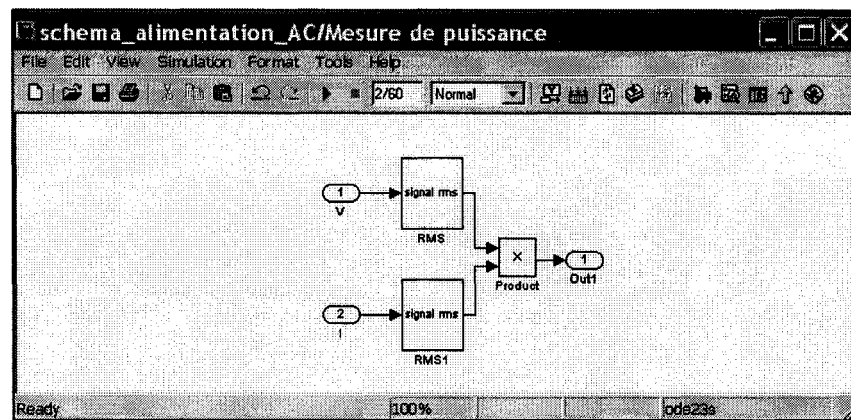 schema_alimentation_AC/Mesure de puissance
File Edit View Simulation Format Tools Help
2/60 Normal
1
V
signal rms
RMS
×
Product
1
Out1
2
I
signal rms
RMS1
Ready 100% ode23s